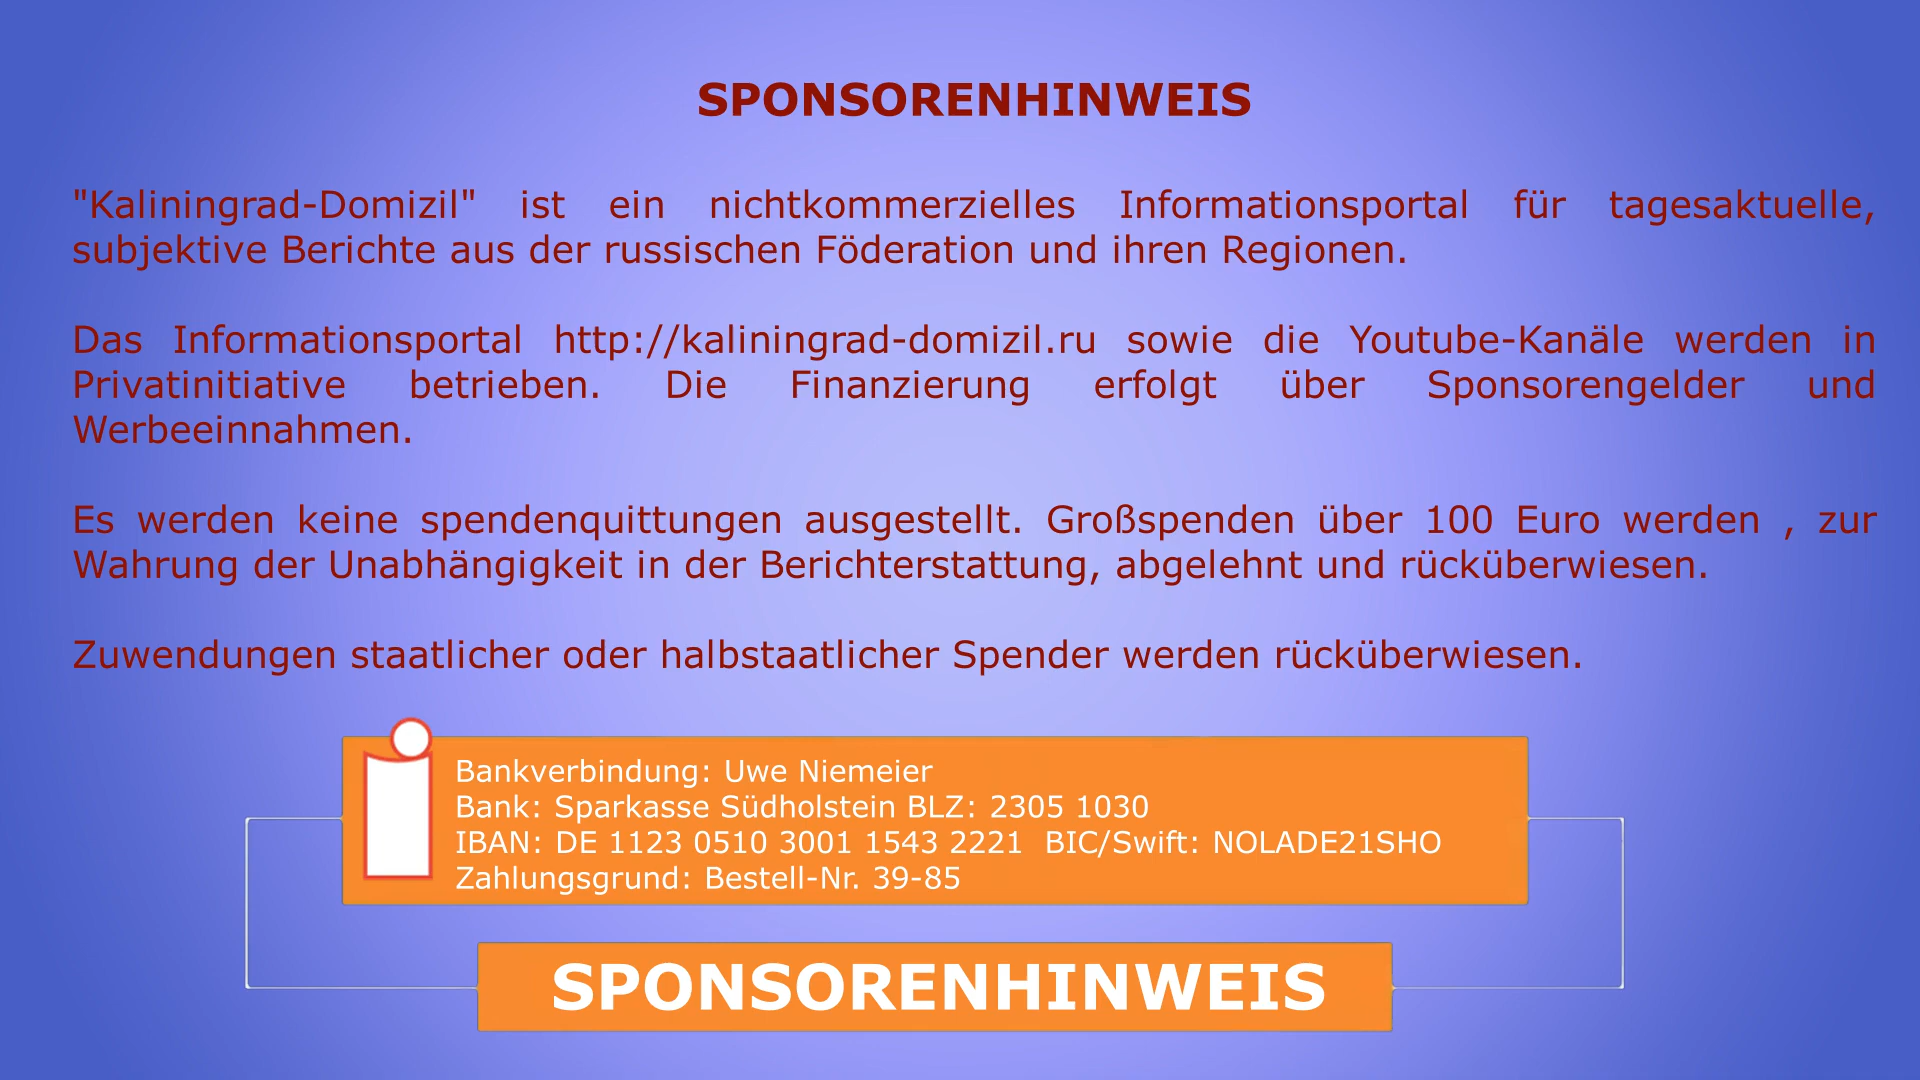 SPONSORENHINWEIS
"Kaliningrad-Domizil" ist ein nichtkommerzielles Informationsportal für tagesaktuelle,
subjektive Berichte aus der russischen Föderation und ihren Regionen.
Das Informationsportal http://kaliningrad-domizil.ru sowie die Youtube-Kanäle werden in
Privatinitiative betrieben. Die Finanzierung erfolgt über Sponsorengelder und
Werbeeinnahmen.
Es werden keine spendenquittungen ausgestellt. Großspenden über 100 Euro werden , zur
Wahrung der Unabhängigkeit in der Berichterstattung, abgelehnt und rücküberwiesen.
Zuwendungen staatlicher oder halbstaatlicher Spender werden rücküberwiesen.
Bankverbindung: Uwe Niemeier
Bank: Sparkasse Südholstein BLZ: 2305 1030
IBAN: DE 1123 0510 3001 1543 2221 BIC/Swift: NOLADE21SHO
Zahlungsgrund: Bestell-Nr. 39-85
SPONSORENHINWEIS